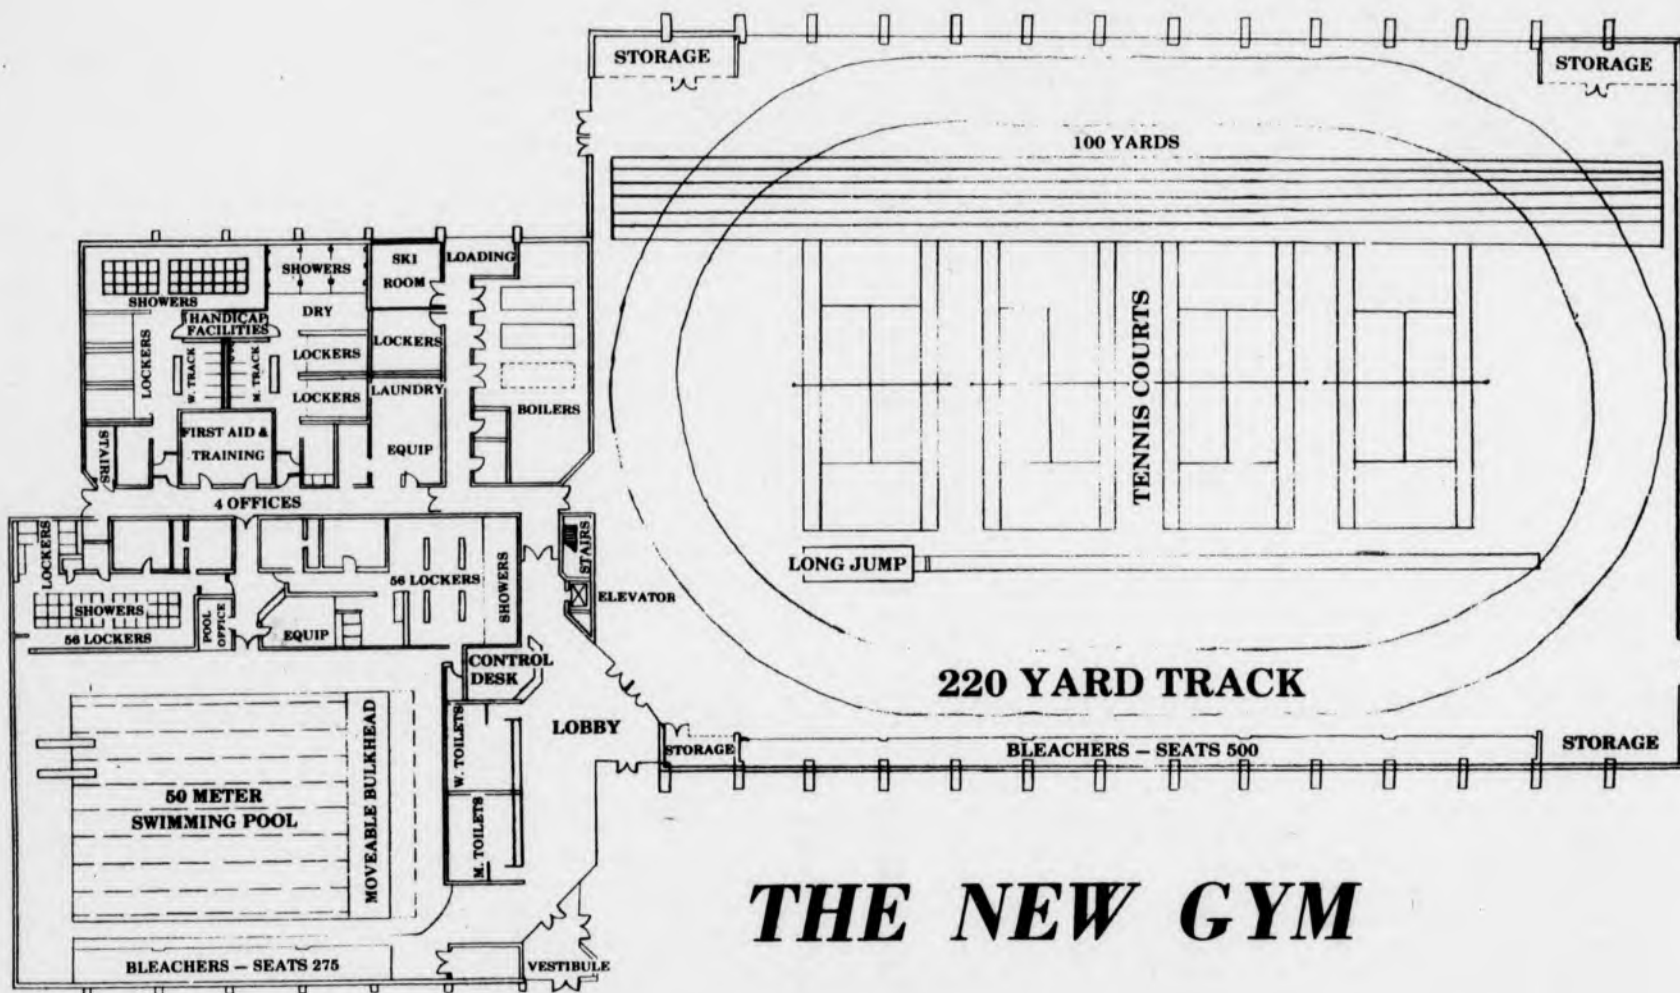 STORAGE
STORAGE
100 YARDS
SHOWERS
SKI
ROOM
LOADING
SHOWERS
DRY
HANDICAP
FACILITIES
LOCKERS
W. TRACK
M. TRACK
LOCKERS
LOCKERS
LOCKERS
LAUNDRY
BOILERS
TENNIS COURTS
STAIRS
FIRST AID &
TRAINING
EQUIP
4 OFFICES
LOCKERS
56 LOCKERS
SHOWERS
STAIRS
ELEVATOR
LONG JUMP
SHOWERS
56 LOCKERS
POOL
OFFICE
EQUIP
CONTROL
DESK
220 YARD TRACK
LOBBY
STORAGE
BLEACHERS — SEATS 500
STORAGE
W. TOILETS
50 METER
SWIMMING POOL
MOVEABLE BULKHEAD
M. TOILETS
THE NEW GYM
BLEACHERS — SEATS 275
VESTIBULE